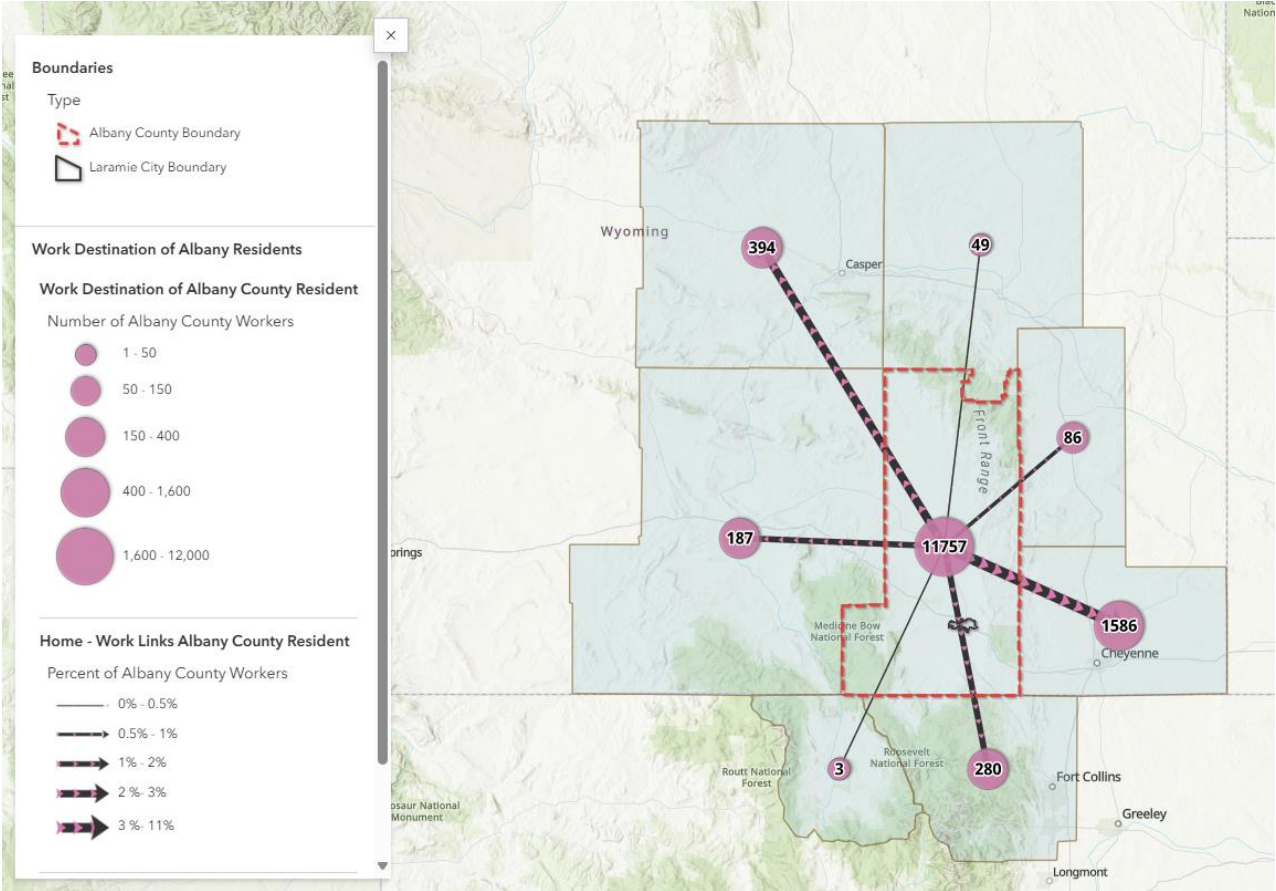 Boundaries
Type
Albany County Boundary
Laramie City Boundary
Work Destination of Albany Residents
Work Destination of Albany County Resident
Number of Albany County Workers
1 - 50
50 - 150
150 - 400
400 - 1,600
1,600 - 12,000
Home - Work Links Albany County Resident
Percent of Albany County Workers
0% - 0.5%
0.5% - 1%
1% - 2%
2 %- 3%
3 %- 11%
Nation
Wyoming
394
49
Casper
Front Range
86
187
11757
prings
1586
Medicine Bow
National Forest
Cheyenne
3
280
Roosevelt
National Forest
Routt National
Forest
Fort Collins
osaur National
Monument
Greeley
Longmont